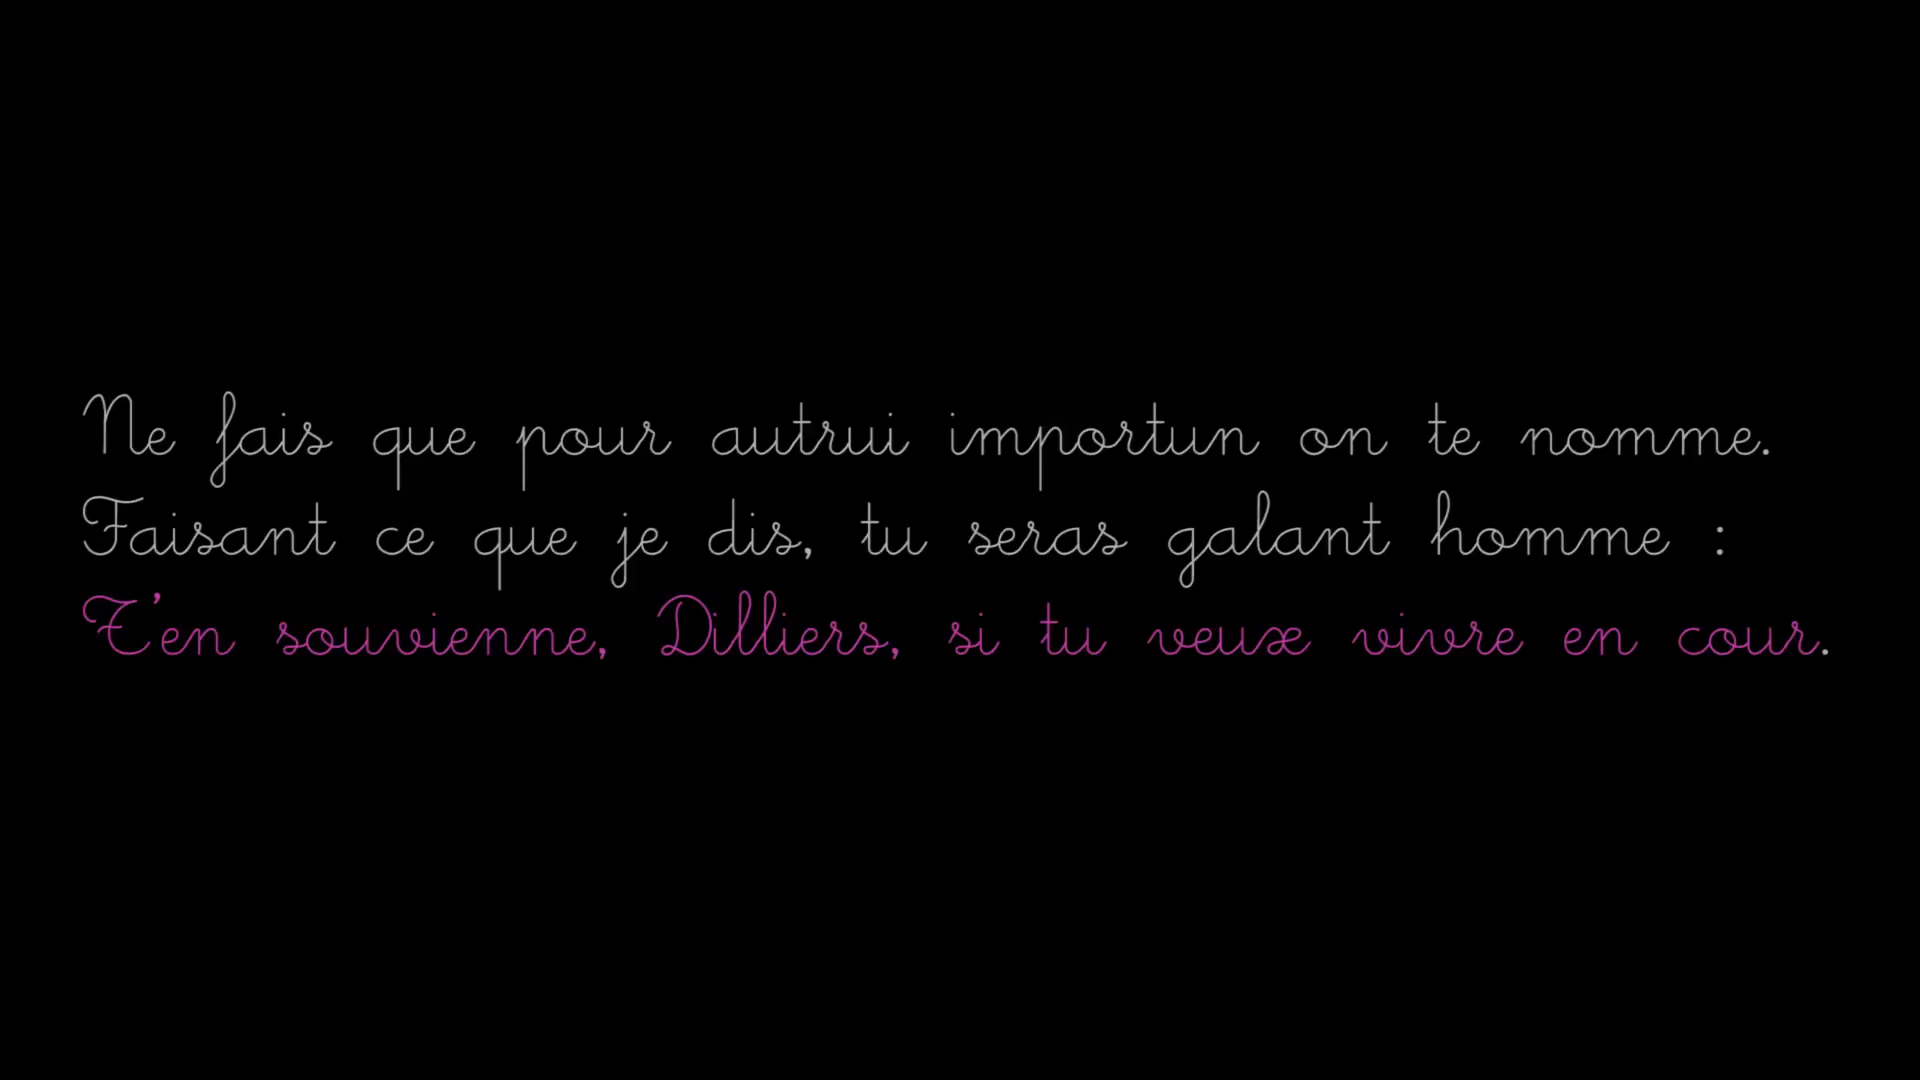 Ne fais que pour autrui importun on te nomme.
Faisant ce que je dis, tu seras galant homme :
T'en souvienne, Dilliers, si tu veux vivre en cour.